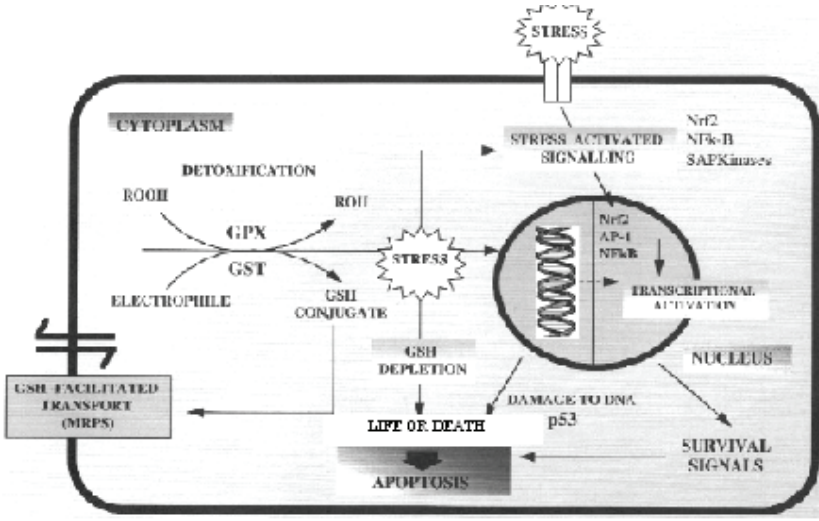 STRESS
CYTOPLASM
STRESS ACTIVATED
SIGNALLING
Nrf2
NFk-B
SAPKinases
DETOXIFICATION
ROOH
ROH
GPX
GST
STRESS
Nrf2
AP-1
NFkB
TRANSCRIPTIONAL
ACTIVATION
ELECTROPHILE
GSH
CONJUGATE
GSH
DEPLETION
NUCLEUS
GSH-FACILITATED
TRANSPORT
(MRPS)
DAMAGE TO DNA
p53
LIFE OR DEATH
SURVIVAL
SIGNALS
APOPTOSIS